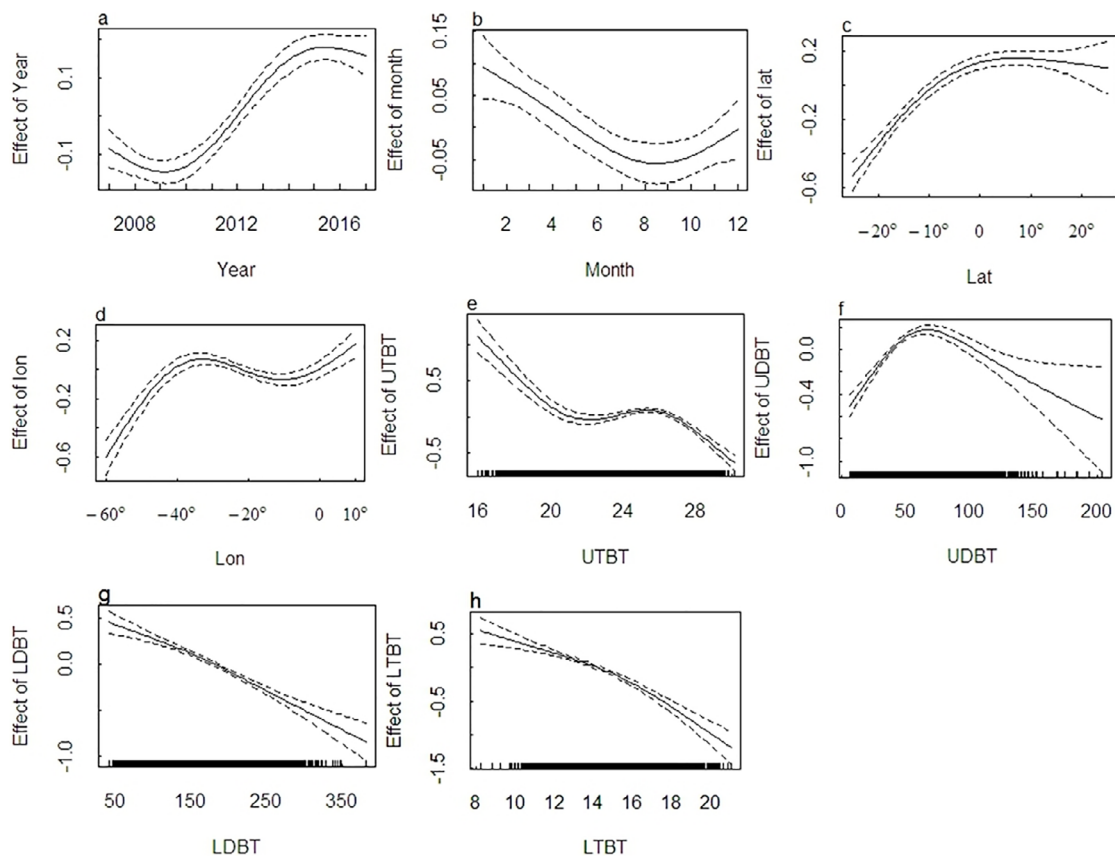 a
Effect of Year
0.1
-0.1
2008 2012 2016
Year
b
Effect of month
0.15
0.05
-0.05
2 4 6 8 10 12
Month
c
Effect of lat
0.2
-0.2
-0.6
−20° −10° 0 10° 20°
Lat
d
Effect of lon
0.2
-0.2
-0.6
−60° −40° −20° 0 10°
Lon
e
Effect of UTBT
0.5
-0.5
16 20 24 28
UTBT
f
Effect of UDBT
0.0
-0.4
-1.0
0 50 100 150 200
UDBT
g
Effect of LDBT
0.5
0.0
-1.0
50 150 250 350
LDBT
h
Effect of LTBT
0.5
-0.5
-1.5
8 10 12 14 16 18 20
LTBT